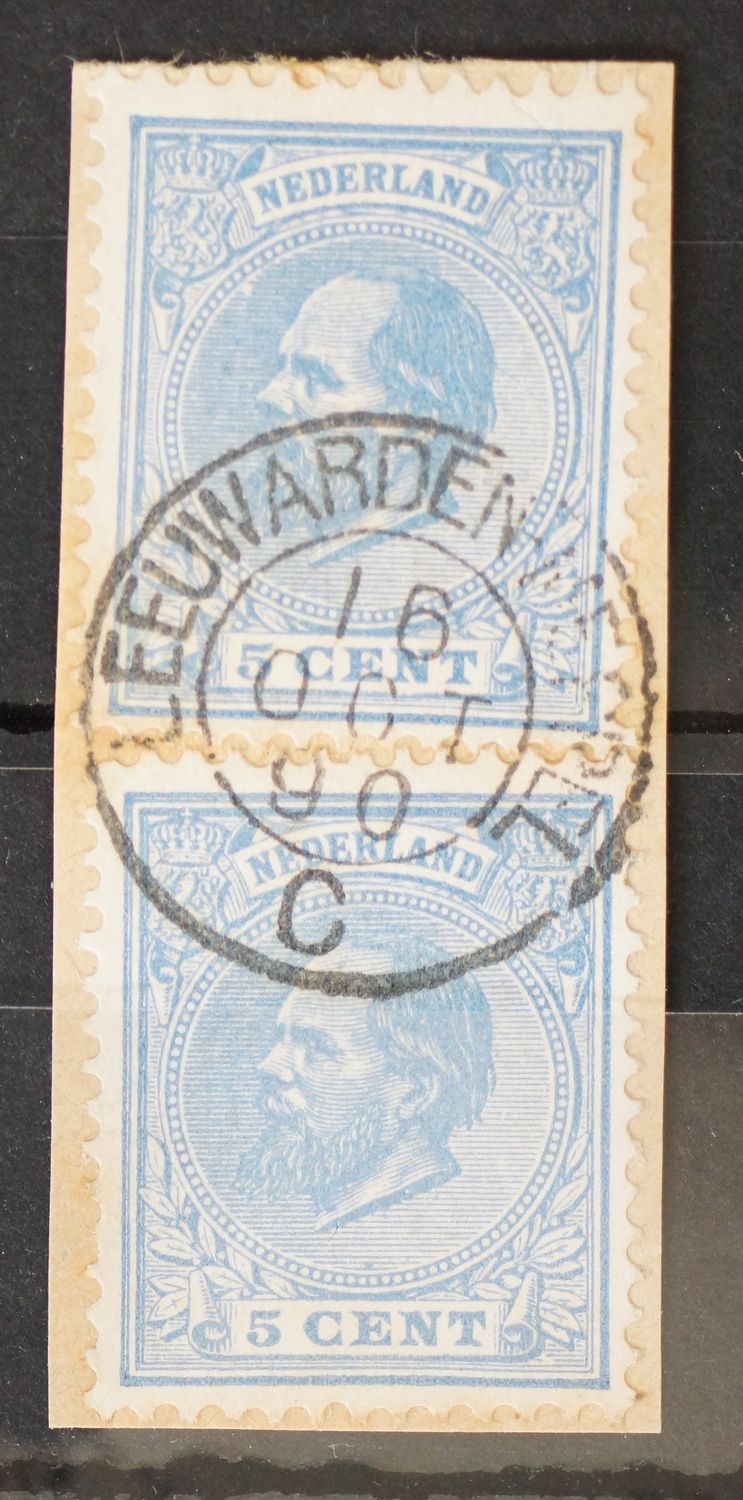 NEDERLAND
LEEUWARDEN
16
5 CENT
OCT
90
NEDERLAND
C
5 CENT